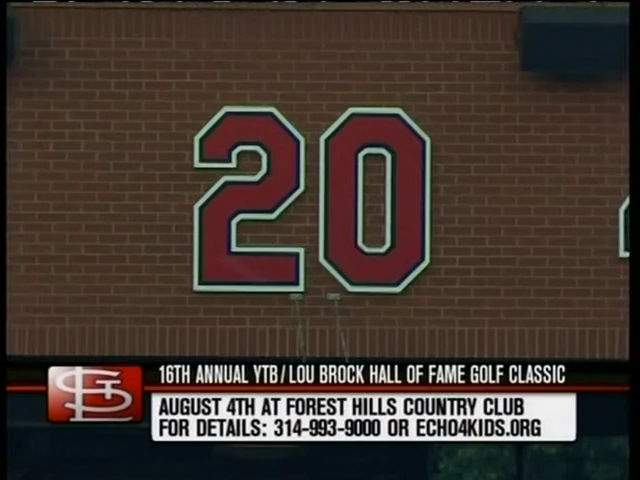 20
16TH ANNUAL YTB/LOU BROCK HALL OF FAME GOLF CLASSIC
STL
AUGUST 4TH AT FOREST HILLS COUNTRY CLUB
FOR DETAILS: 314-993-9000 OR ECHO4KIDS.ORG